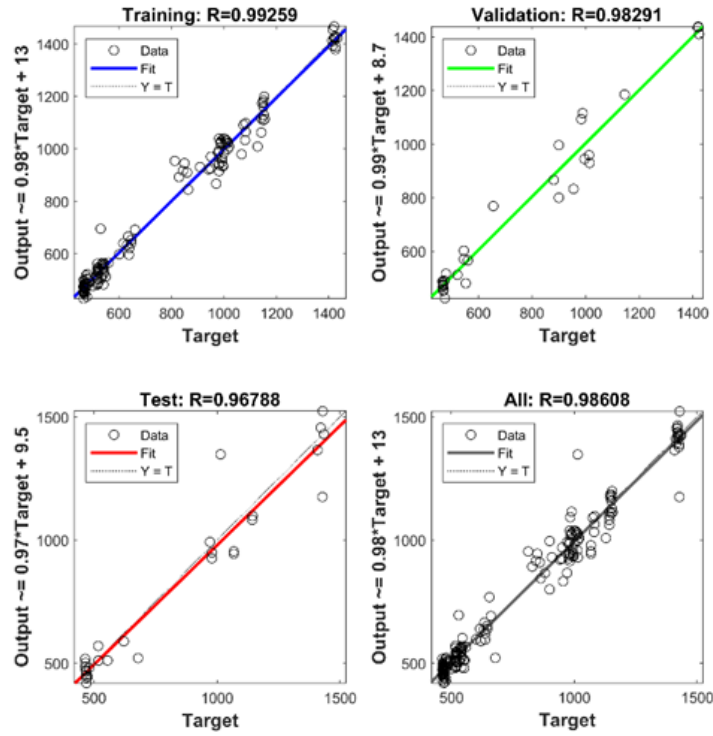 Training: R=0.99259
Output ~= 0.98*Target + 13
1400
1200
1000
800
600
Data
Fit
Y = T
600 800 1000 1200 1400
Target
Validation: R=0.98291
Output ~= 0.99*Target + 8.7
1400
1200
1000
800
600
Data
Fit
Y = T
600 800 1000 1200 1400
Target
Test: R=0.96788
Output ~= 0.97*Target + 9.5
1500
1000
500
Data
Fit
Y = T
500 1000 1500
Target
All: R=0.98608
Output ~= 0.98*Target + 13
1500
1000
500
Data
Fit
Y = T
500 1000 1500
Target